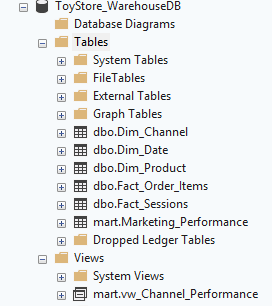 ToyStore_WarehouseDB
Database Diagrams
Tables
System Tables
FileTables
External Tables
Graph Tables
dbo.Dim_Channel
dbo.Dim_Date
dbo.Dim_Product
dbo.Fact_Order_Items
dbo.Fact_Sessions
mart.Marketing_Performance
Dropped Ledger Tables
Views
System Views
mart.vw_Channel_Performance